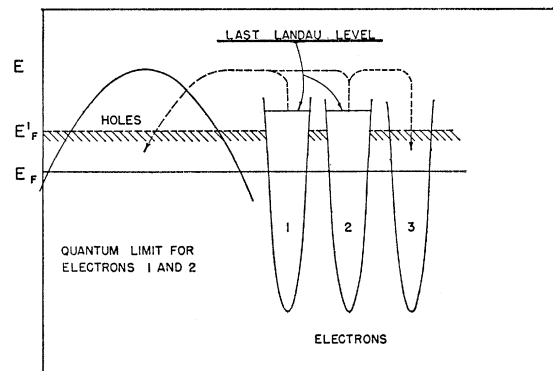 LAST LANDAU LEVEL
E
HOLES
E'F
EF
1 2 3
QUANTUM LIMIT FOR
ELECTRONS 1 AND 2
ELECTRONS